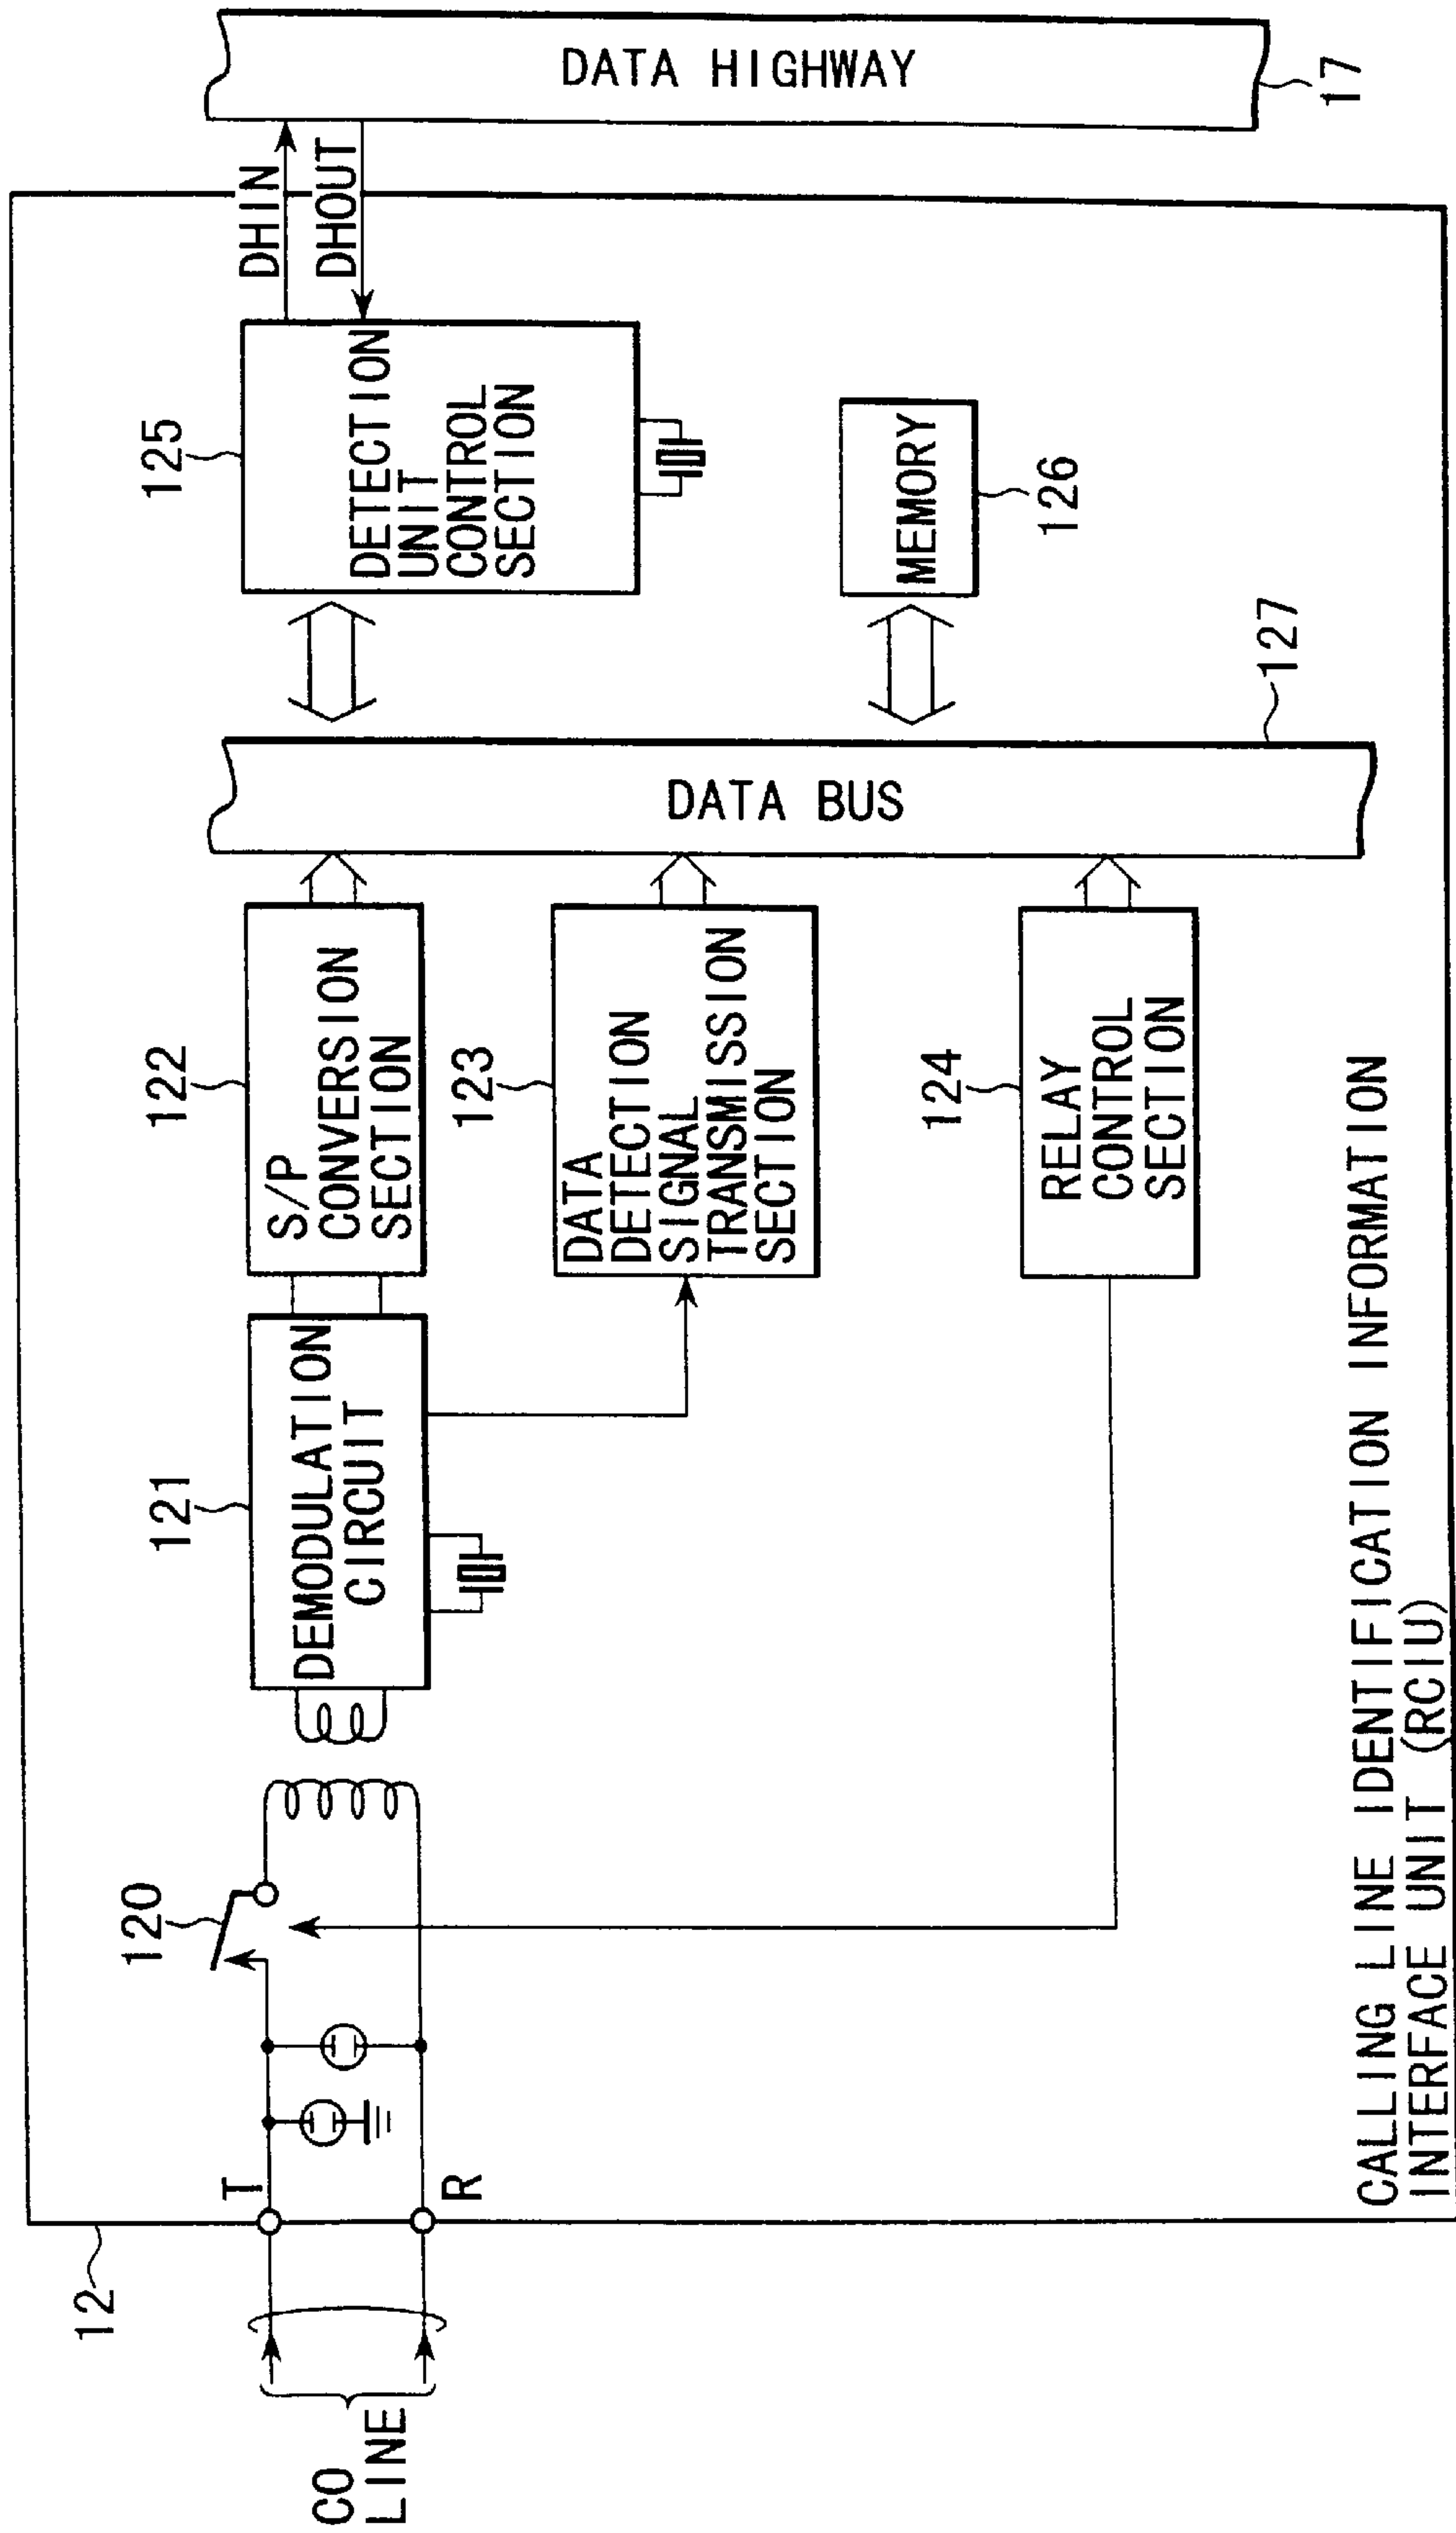 12
CO
LINE
T
R
120
121
DEMODULATION
CIRCUIT
122
S/P
CONVERSION
SECTION
123
DATA
DETECTION
SIGNAL
TRANSMISSION
SECTION
124
RELAY
CONTROL
SECTION
DATA BUS
127
125
DETECTION
UNIT
CONTROL
SECTION
MEMORY
126
DHIN
DHOUT
DATA HIGHWAY
17
CALLING LINE IDENTIFICATION INFORMATION
INTERFACE UNIT (RCIU)